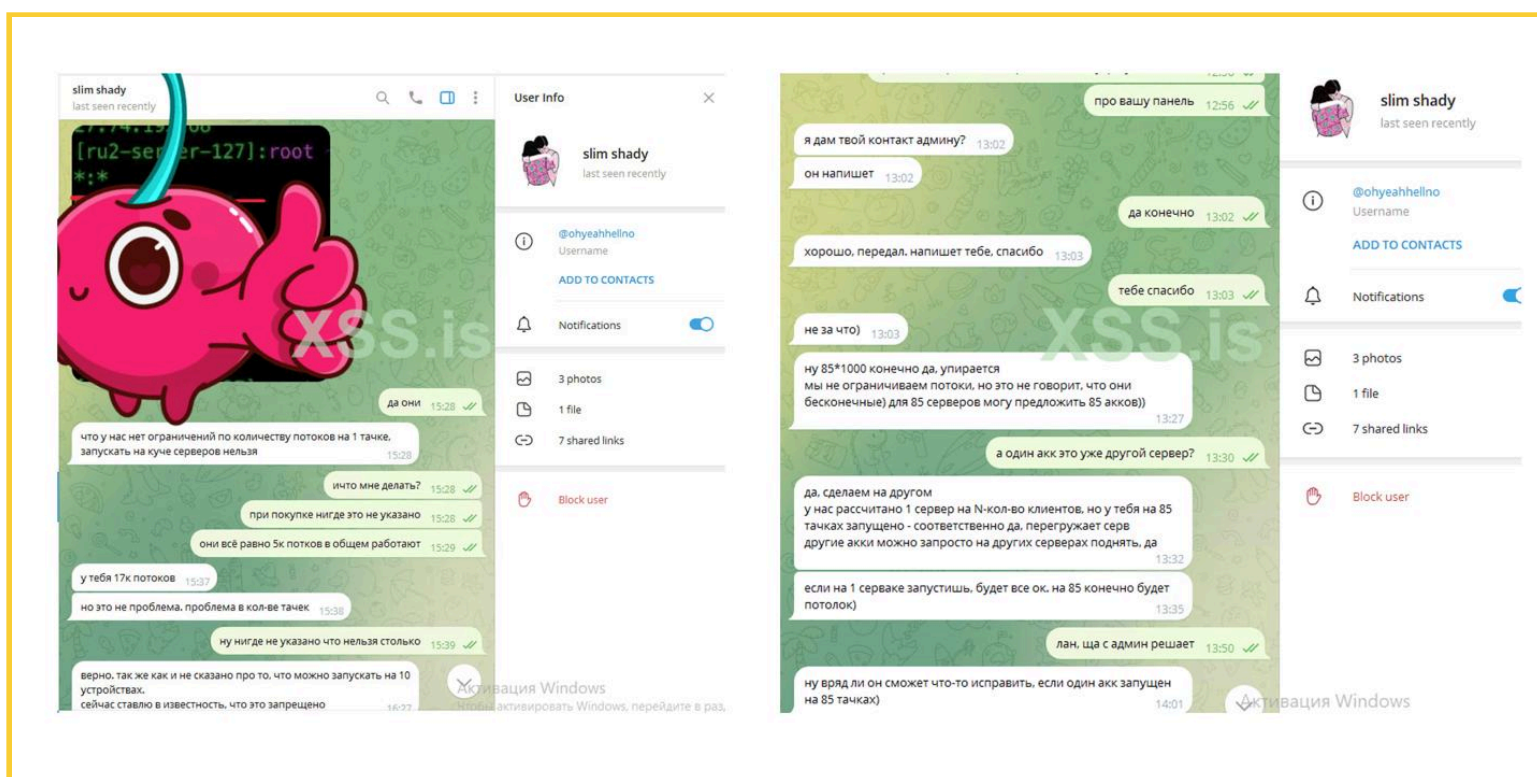 slim shady
last seen recently
[ru2-server-127]:root
*:*
да они 15:28
что у нас нет ограничений по количеству потоков на 1 тачке,
запускать на куче серверов нельзя
15:28
ичто мне делать? 15:28
при покупке нигде это не указано 15:28
они всё равно 5к потков в общем работают 15:29
у тебя 17к потоков 15:37
но это не проблема. проблема в кол-ве тачек 15:38
ну нигде не указано что нельзя столько 15:39
верно. так же как и не сказано про то, что можно запускать на 10
устройствах.
сейчас ставлю в известность, что это запрещено 16:27
User Info
slim shady
last seen recently
@ohyeahhellno
Username
ADD TO CONTACTS
Notifications
3 photos
1 file
7 shared links
Block user
XSS.is
Активация Windows
Чтобы активировать Windows, перейдите в раз
про вашу панель 12:56
я дам твой контакт админу? 13:02
он напишет 13:02
да конечно 13:02
хорошо, передал. напишет тебе, спасибо 13:03
тебе спасибо 13:03
не за что) 13:03
ну 85*1000 конечно да, упирается
мы не ограничиваем потоки, но это не говорит, что они
бесконечные) для 85 серверов могу предложить 85 акков))
13:27
а один акк это уже другой сервер? 13:30
да, сделаем на другом
у нас рассчитано 1 сервер на N-кол-во клиентов, но у тебя на 85
тачках запущено - соответственно да, перегружает серв
другие акки можно запросто на других серверах поднять, да
13:32
если на 1 серваке запустишь, будет все ок. на 85 конечно будет
потолок)
13:35
лан, ща с админ решает 13:50
ну вряд ли он сможет что-то исправить, если один акк запущен
на 85 тачках)
14:01
slim shady
last seen recently
@ohyeahhellno
Username
ADD TO CONTACTS
Notifications
3 photos
1 file
7 shared links
Block user
XSS.is
Активация Windows